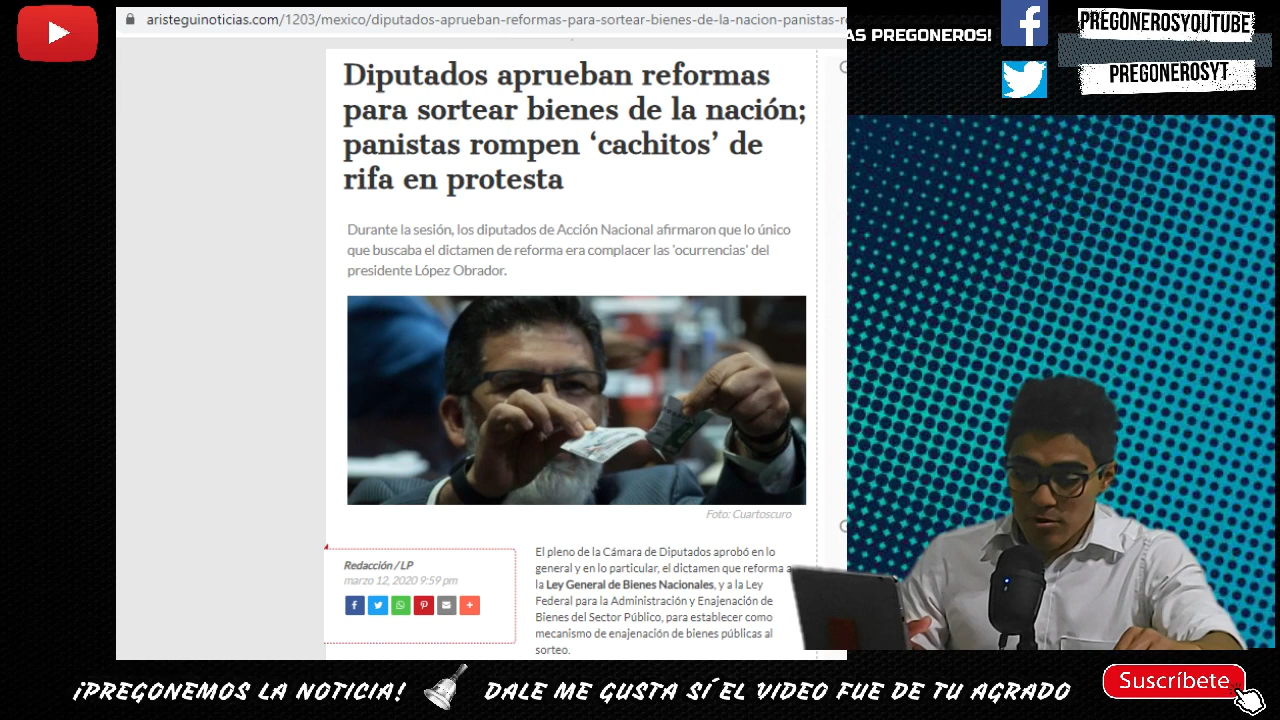 aristeguinoticias.com/1203/mexico/diputados-aprueban-reformas-para-sortear-bienes-de-la-nacion-panistas-r
AS PREGONEROS!
PREGONEROSYOUTUBE
PREGONEROSYT
Diputados aprueban reformas
para sortear bienes de la nación;
panistas rompen ‘cachitos’ de
rifa en protesta
Durante la sesión, los diputados de Acción Nacional afirmaron que lo único
que buscaba el dictamen de reforma era complacer las 'ocurrencias' del
presidente López Obrador.
Foto: Cuartoscuro
Redacción / LP
marzo 12, 2020 9:59 pm
El pleno de la Cámara de Diputados aprobó en lo
general y en lo particular, el dictamen que reforma a
la Ley General de Bienes Nacionales, y a la Ley
Federal para la Administración y Enajenación de
Bienes del Sector Público, para establecer como
mecanismo de enajenación de bienes públicas al
sorteo.
¡PREGONEMOS LA NOTICIA!
DALE ME GUSTA SÍ EL VIDEO FUE DE TU AGRADO
Suscríbete